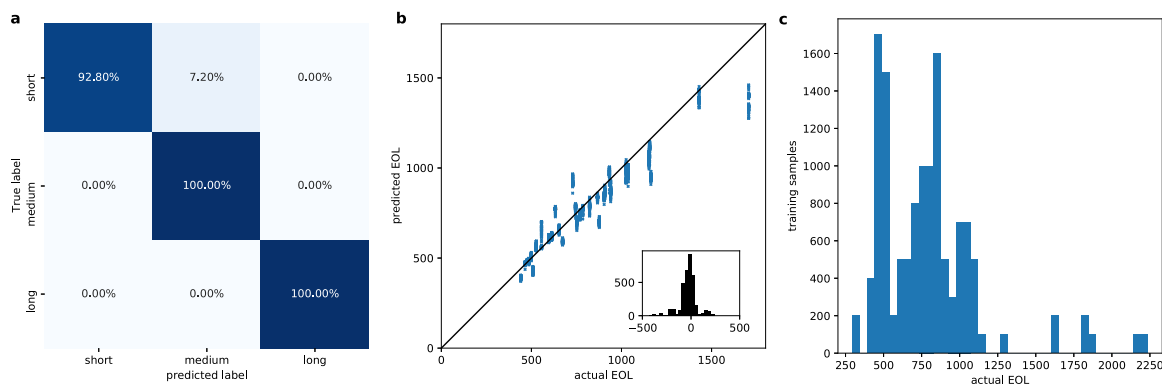 a
92.80%
7.20%
0.00%
0.00%
100.00%
0.00%
0.00%
0.00%
100.00%
short
medium
long
True label
short
medium
long
predicted label
b
1500
1000
500
0
predicted EOL
0
500
1000
1500
actual EOL
500
0
−500
0
500
c
1600
1400
1200
1000
800
600
400
200
0
training samples
250
500
750
1000
1250
1500
1750
2000
2250
actual EOL